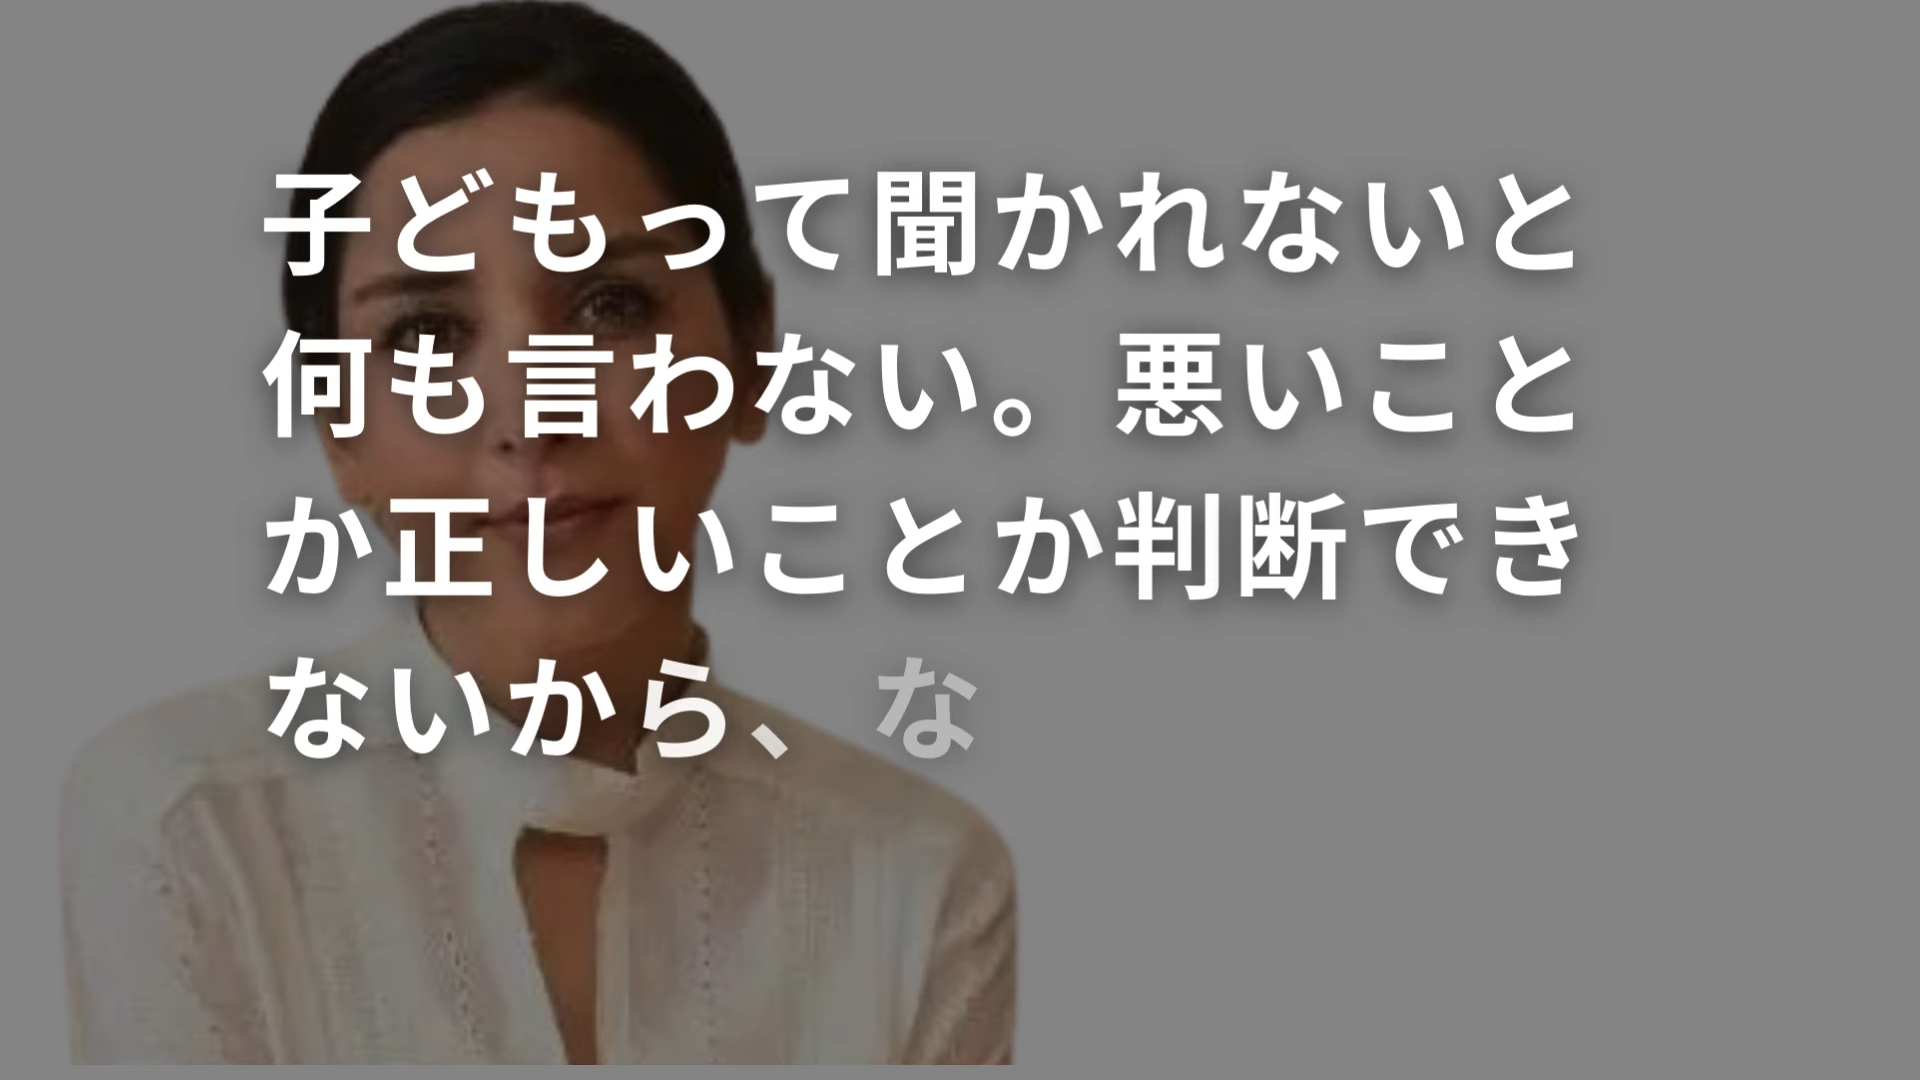 子どもって聞かれないと
何も言わない。悪いこと
か正しいことか判断でき
ないから、な